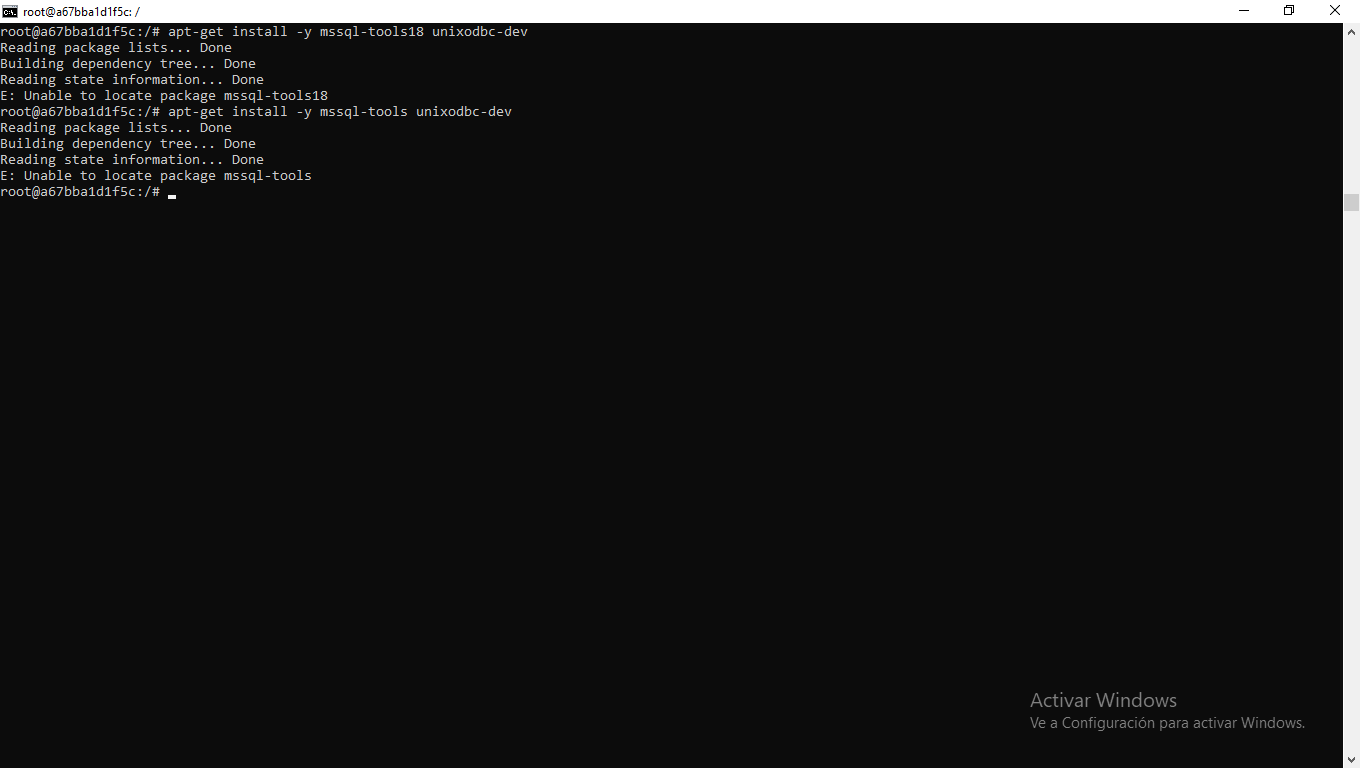 root@a67bba1d1f5c: /
root@a67bba1d1f5c:/# apt-get install -y mssql-tools18 unixodbc-dev
Reading package lists... Done
Building dependency tree... Done
Reading state information... Done
E: Unable to locate package mssql-tools18
root@a67bba1d1f5c:/# apt-get install -y mssql-tools unixodbc-dev
Reading package lists... Done
Building dependency tree... Done
Reading state information... Done
E: Unable to locate package mssql-tools
root@a67bba1d1f5c:/#
Activar Windows
Ve a Configuración para activar Windows.